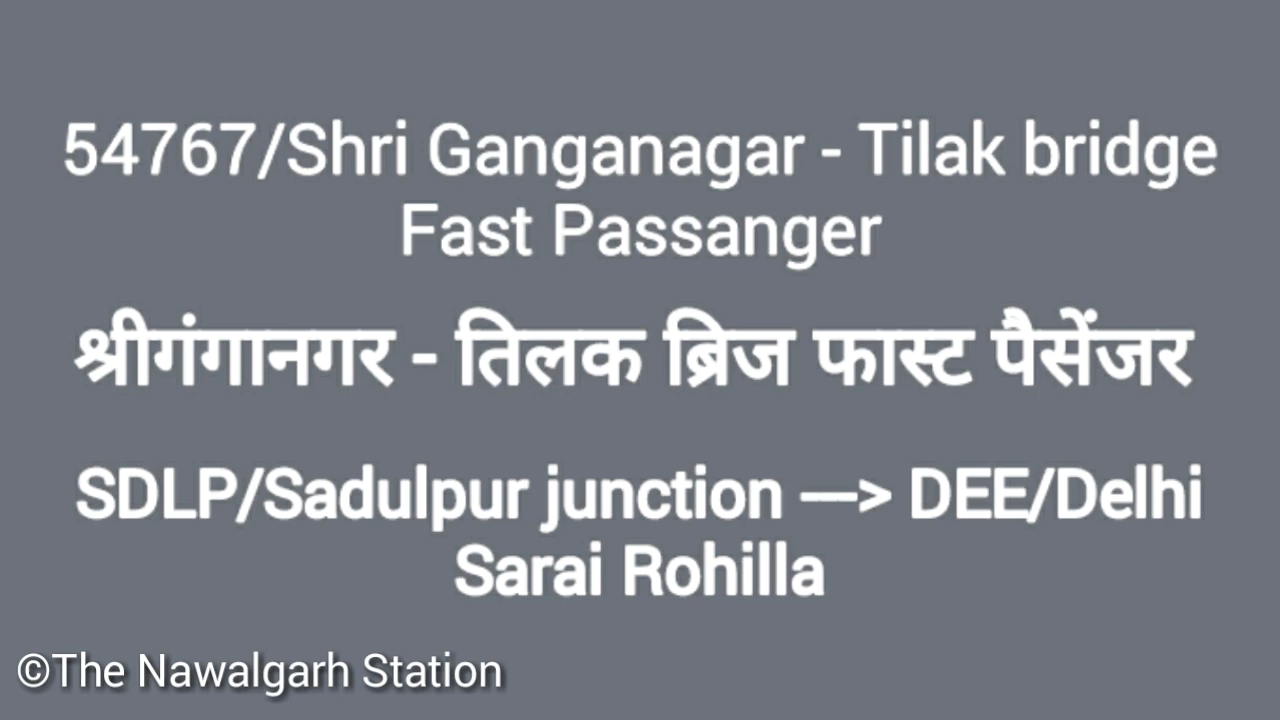 54767/Shri Ganganagar - Tilak bridge
Fast Passanger
श्रीगंगानगर - तिलक ब्रिज फास्ट पैसेंजर
SDLP/Sadulpur junction —> DEE/Delhi
Sarai Rohilla
©The Nawalgarh Station